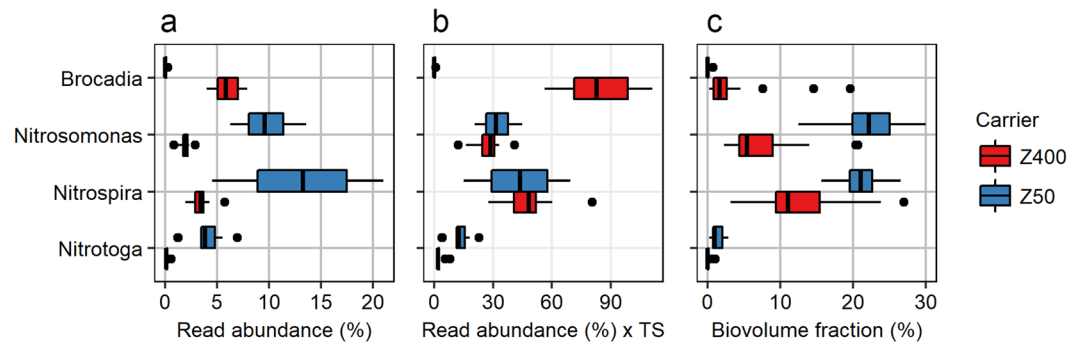 a
b
c
Brocadia
Nitrosomonas
Nitrospira
Nitrotoga
0 5 10 15 20
0 30 60 90
0 10 20 30
Read abundance (%)
Read abundance (%) x TS
Biovolume fraction (%)
Carrier
Z400
Z50